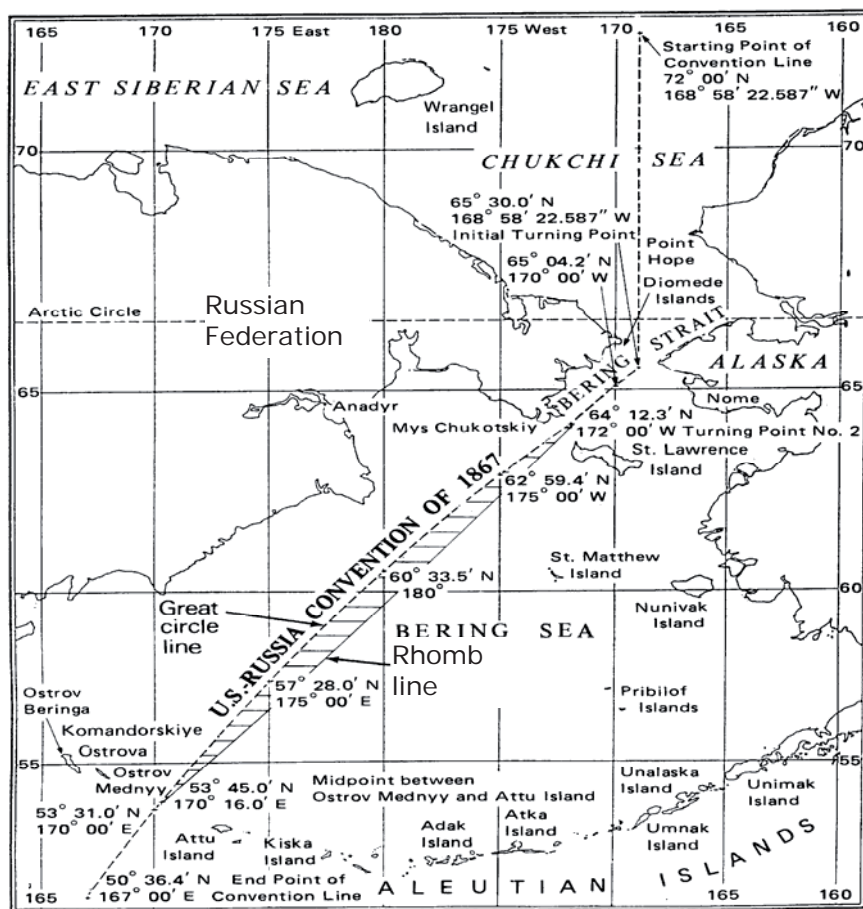 165 170 East 175 180 175 West 170 165 160
Starting Point of
Convention Line
72° 00' N
168° 58' 22.587" W
EAST SIBERIAN SEA
Wrangel
Island
70
70
CHUKCHI SEA
65° 30.0' N
168° 58' 22.587" W
Initial Turning Point
65° 04.2' N
170° 00' W
Point
Hope
Diomede
Islands
Arctic Circle
Russian
Federation
BERING STRAIT
ALASKA
65
65
Anadyr
Nome
Mys Chukotskiy
64° 12.3' N
172° 00' W Turning Point No. 2
St. Lawrence
Island
62° 59.4' N
175° 00' W
U.S.-RUSSIA CONVENTION OF 1867
St. Matthew
Island
60° 33.5' N
180°
60
60
Nunivak
Island
Great
circle
line
BERING SEA
Rhomb
line
57° 28.0' N
175° 00' E
Pribilof
Islands
Ostrov
Beringa
Komandorskiye
Ostrova
55
55
Ostrov
Mednyy
53° 45.0' N
170° 16.0' E
Midpoint between
Ostrov Mednyy and Attu Island
Unalaska
Island
Unimak
Island
53° 31.0' N
170° 00' E
Attu
Island
Kiska
Island
Adak
Island
Atka
Island
Umnak
Island
50° 36.4' N
167° 00' E
End Point of
Convention Line
ALEUTIAN ISLANDS
165 170 175 180 175 170 165 160